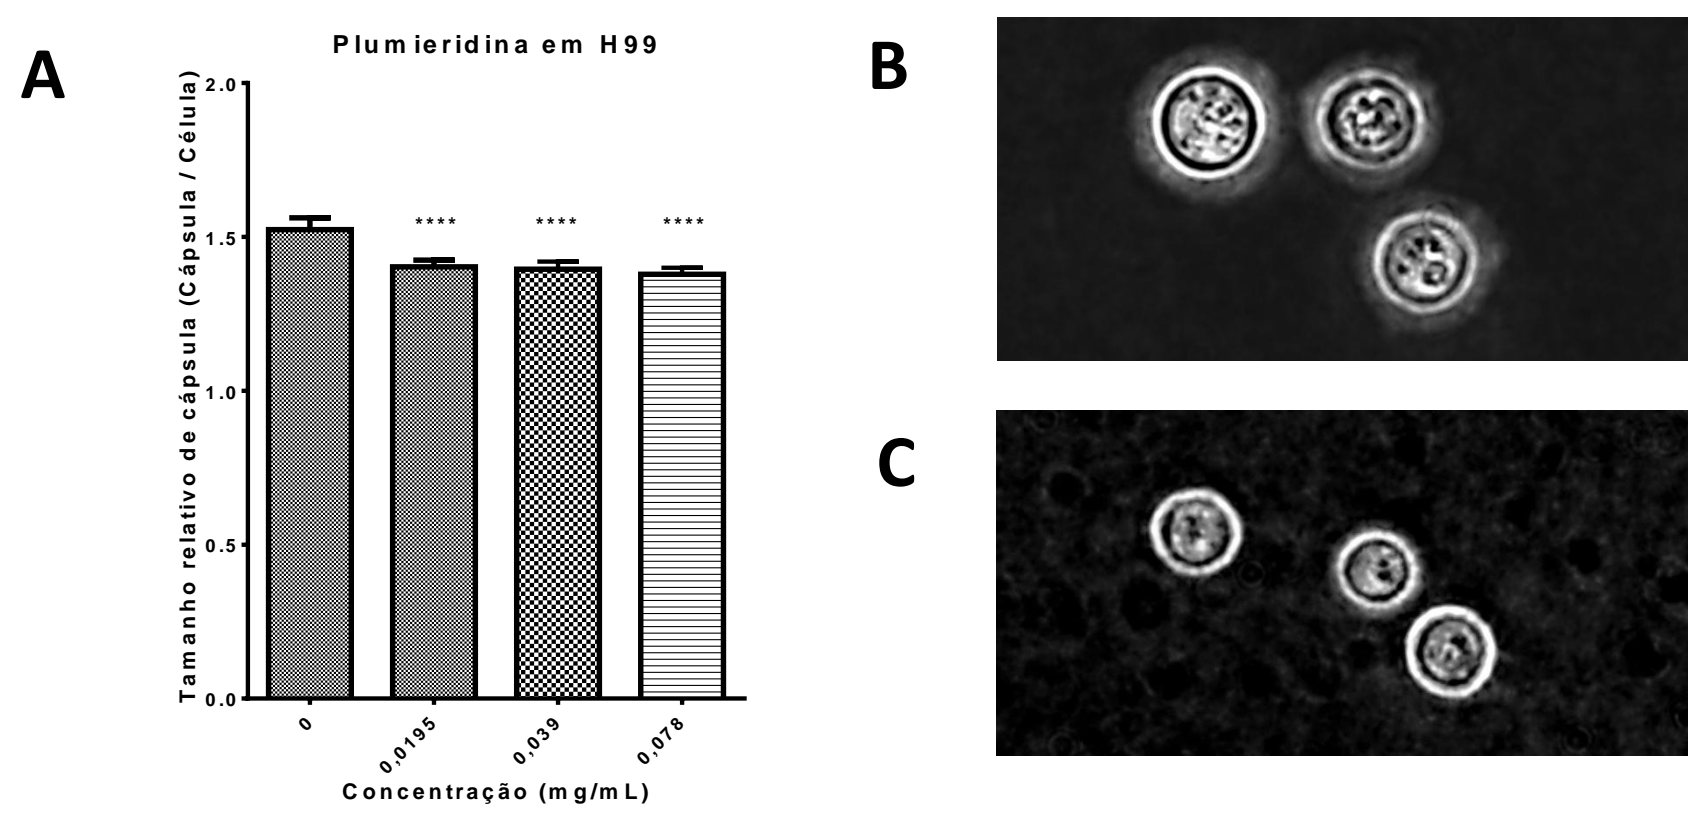 A
Plumieridina em H99
Tamanho relativo de cápsula (Cápsula / Célula)
2.0
1.5
1.0
0.5
0.0
****
****
****
0
0,0195
0,039
0,078
Concentração (mg/mL)
B
C